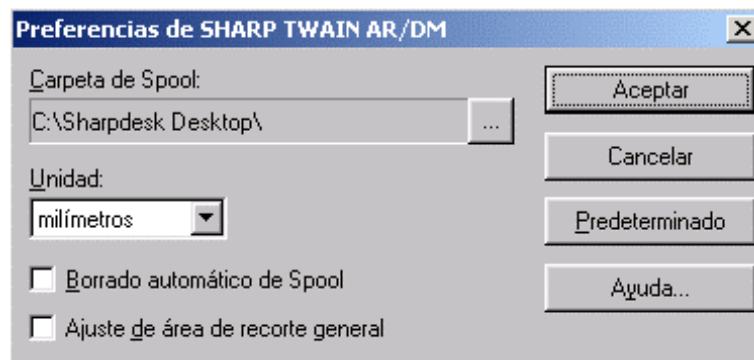 Preferencias de SHARP TWAIN AR/DM
Carpeta de Spool:
C:\Sharpdesk Desktop\
...
Unidad:
milímetros
Borrado automático de Spool
Ajuste de área de recorte general
Aceptar
Cancelar
Predeterminado
Ayuda...